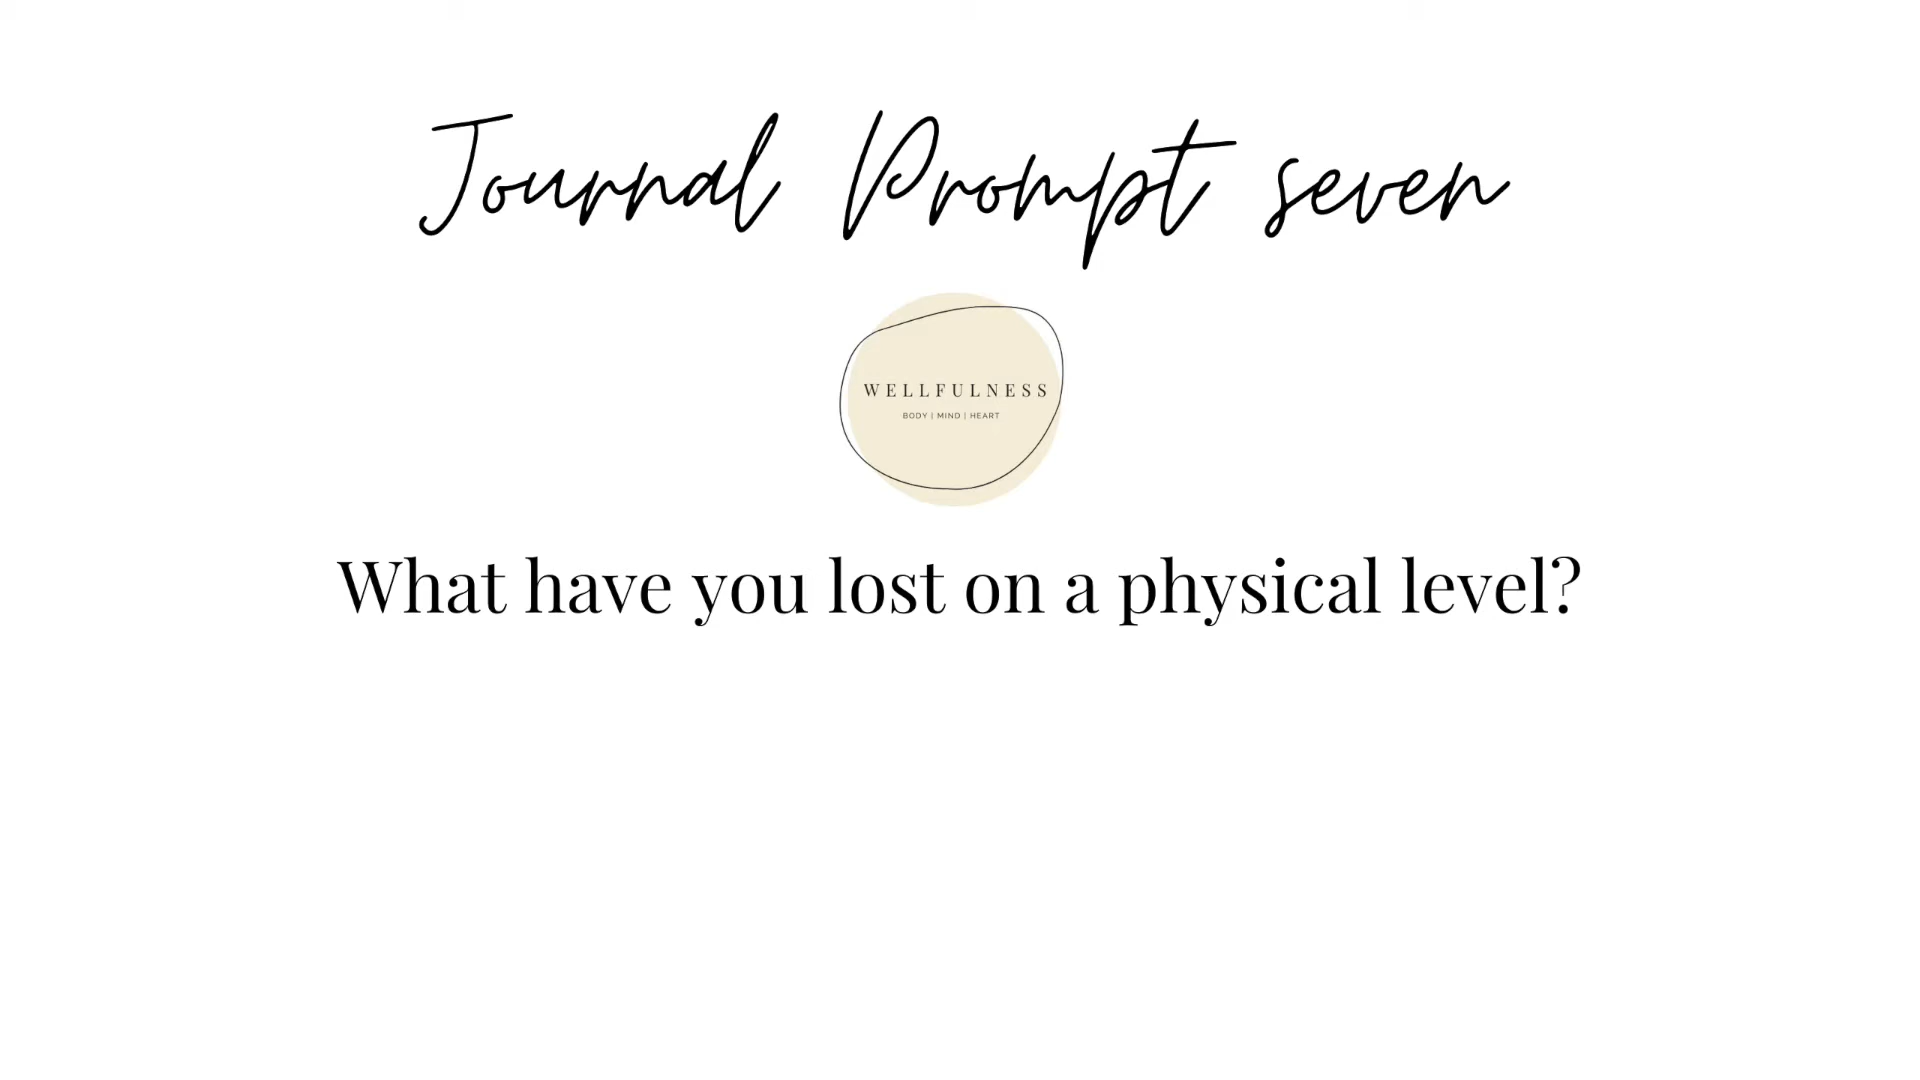 Journal Prompt seven
WELLFULNESS
BODY | MIND | HEART
What have you lost on a physical level?